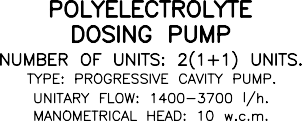 POLYELECTROLYTE
DOSING PUMP
NUMBER OF UNITS: 2(1+1) UNITS.
TYPE: PROGRESSIVE CAVITY PUMP.
UNITARY FLOW: 1400-3700 l/h.
MANOMETRICAL HEAD: 10 w.c.m.